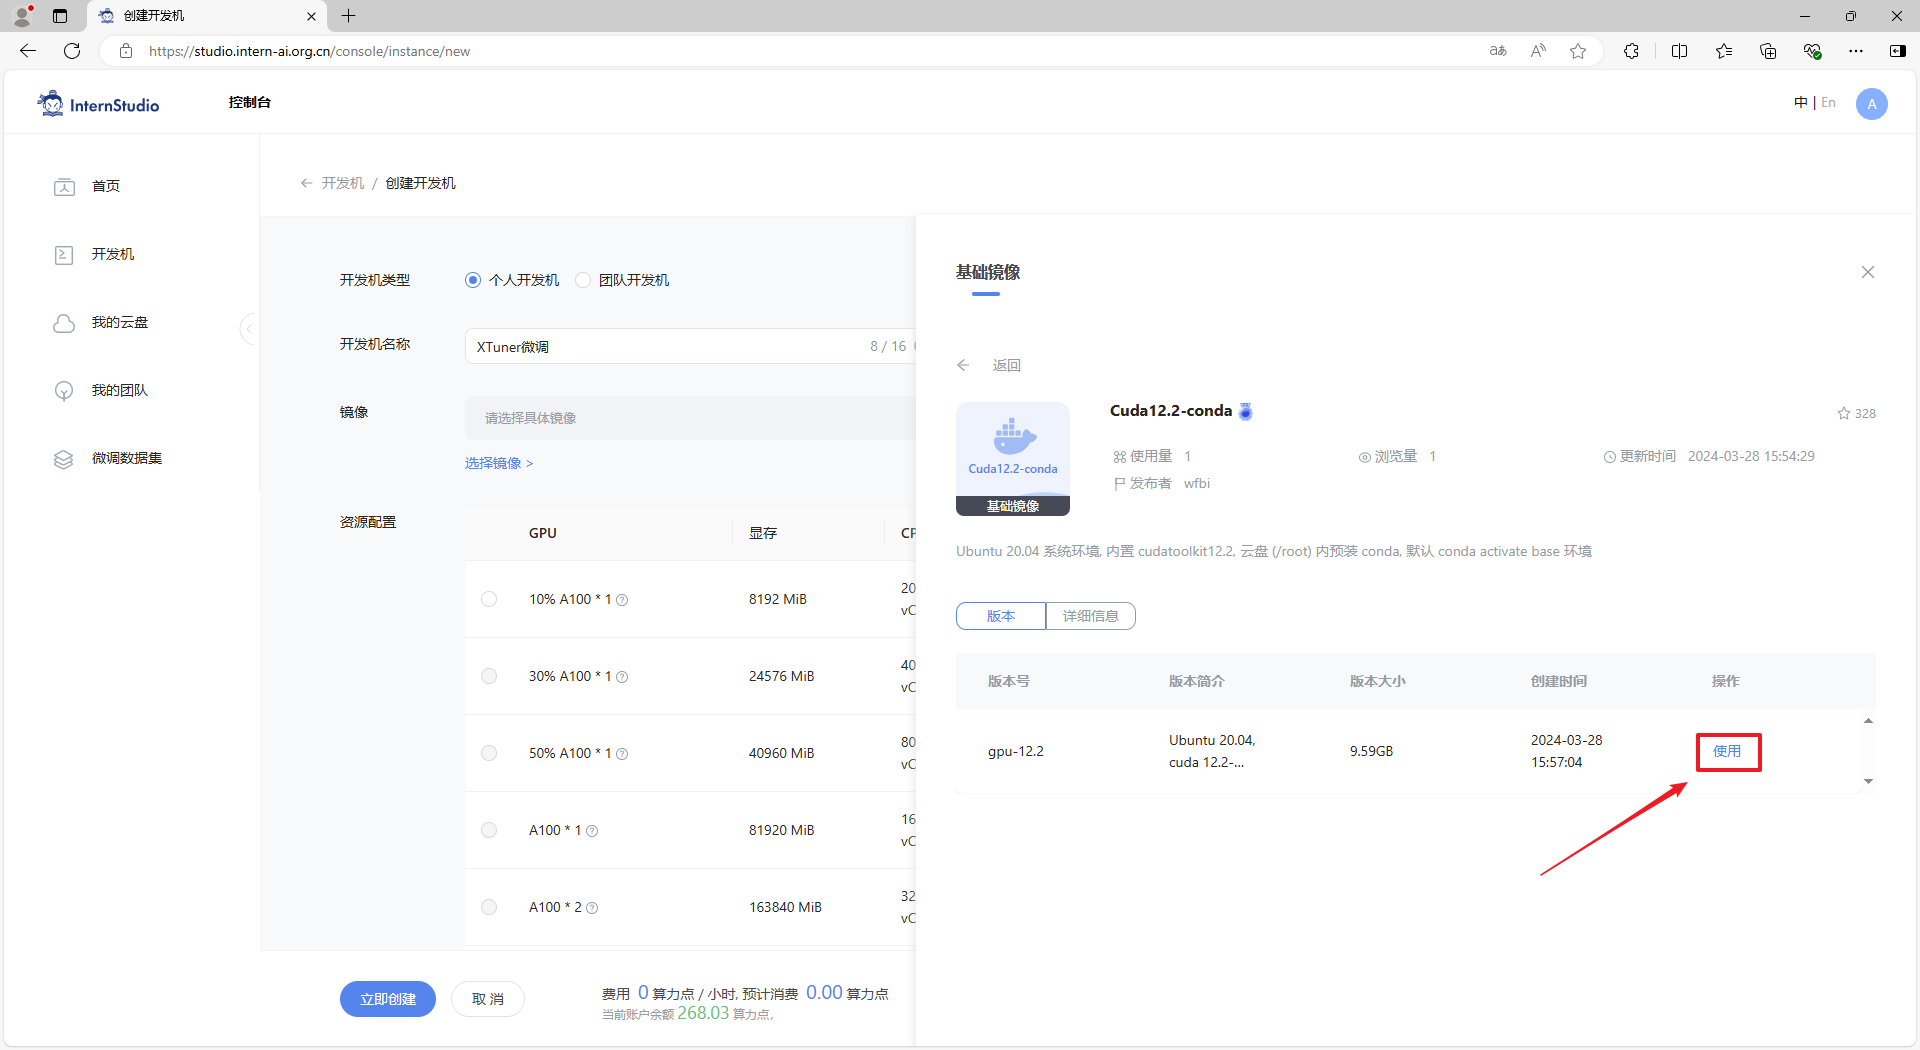 创建开发机
https://studio.intern-ai.org.cn/console/instance/new
InternStudio
控制台
中 | En
A
首页
开发机
我的云盘
我的团队
微调数据集
开发机 / 创建开发机
开发机类型
个人开发机
团队开发机
开发机名称
XTuner微调
8 / 16
镜像
请选择具体镜像
选择镜像 >
资源配置
GPU
显存
CP
10% A100 * 1
8192 MiB
20
vC
30% A100 * 1
24576 MiB
40
vC
50% A100 * 1
40960 MiB
80
vC
A100 * 1
81920 MiB
16
vC
A100 * 2
163840 MiB
32
vC
立即创建
取 消
费用 0 算力点 / 小时, 预计消费 0.00 算力点
当前账户余额 268.03 算力点,
基础镜像
返回
Cuda12.2-conda
基础镜像
Cuda12.2-conda
328
使用量 1
浏览量 1
更新时间 2024-03-28 15:54:29
发布者 wfbi
Ubuntu 20.04 系统环境, 内置 cudatoolkit12.2, 云盘 (/root) 内预装 conda, 默认 conda activate base 环境
版本
详细信息
版本号
版本简介
版本大小
创建时间
操作
gpu-12.2
Ubuntu 20.04,
cuda 12.2-...
9.59GB
2024-03-28
15:57:04
使用